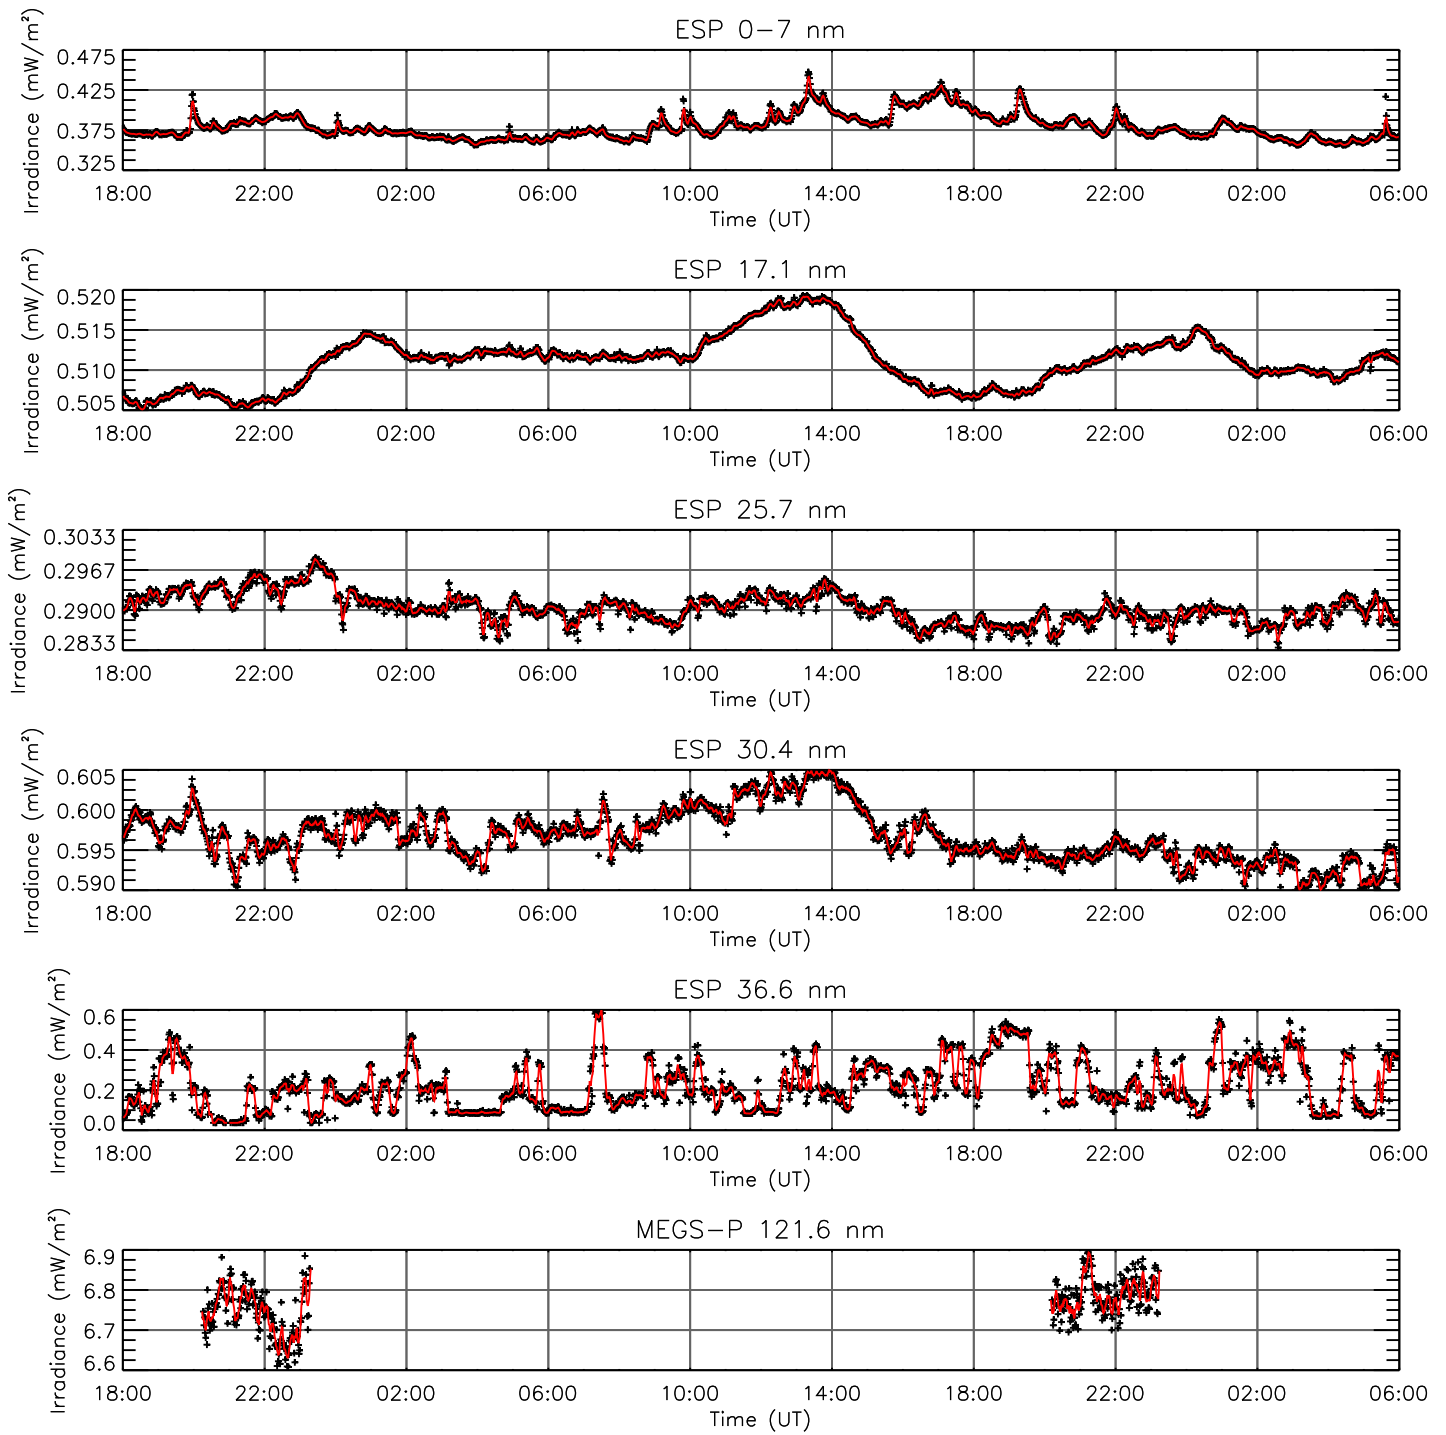 ESP 0-7 nm
Irradiance (mW/m²)
0.475
0.425
0.375
0.325
18:00 22:00 02:00 06:00 10:00 14:00 18:00 22:00 02:00 06:00
Time (UT)
ESP 17.1 nm
Irradiance (mW/m²)
0.520
0.515
0.510
0.505
18:00 22:00 02:00 06:00 10:00 14:00 18:00 22:00 02:00 06:00
Time (UT)
ESP 25.7 nm
Irradiance (mW/m²)
0.3033
0.2967
0.2900
0.2833
18:00 22:00 02:00 06:00 10:00 14:00 18:00 22:00 02:00 06:00
Time (UT)
ESP 30.4 nm
Irradiance (mW/m²)
0.605
0.600
0.595
0.590
18:00 22:00 02:00 06:00 10:00 14:00 18:00 22:00 02:00 06:00
Time (UT)
ESP 36.6 nm
Irradiance (mW/m²)
0.6
0.4
0.2
0.0
18:00 22:00 02:00 06:00 10:00 14:00 18:00 22:00 02:00 06:00
Time (UT)
MEGS-P 121.6 nm
Irradiance (mW/m²)
6.9
6.8
6.7
6.6
18:00 22:00 02:00 06:00 10:00 14:00 18:00 22:00 02:00 06:00
Time (UT)